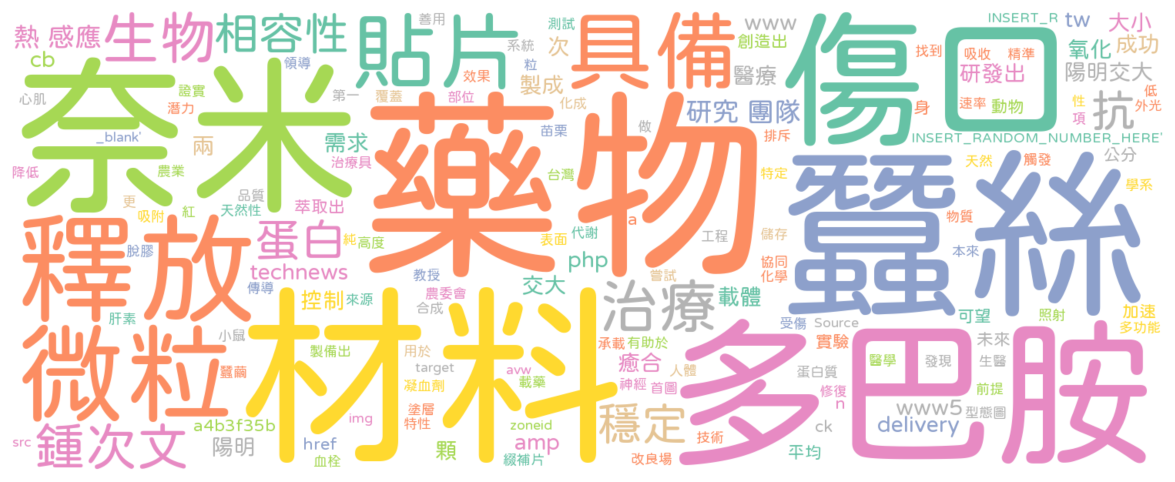 熱 感應 生物 相容性 貼片 善用 測試 www INSERT_R tw 大小
cb 領導 系統 次 創造出 具備 傷口 找到 吸收 精準 氧化 成功
心肌 證實 奈米 第一 覆蓋 效果 粒 製成 醫療 研發出 陽明交大 低
潛力 部位 化成 研究 團隊 身 速率 動物 性 抗 外光
_blank' 兩 需求 苗栗 做 排斥 INSERT_RANDOM_NUMBER_HERE' 項
降低 農業 治療具 藥物 台灣 特定 天然 觸發 公分
更 品質 萃取出 蠶絲 學系
吸附 紅 天然性 a 物質
釋放 蛋白 純 高度 代謝 表面 工程 儲存 本來
脫膠 technews 教授 php 嘗試 協同
傳導 控制 來源 農委會 交大 治療 載體 化學
肝素 合成 可望 照射 加速
微粒 小鼠 材料 承載 有助於 受傷 Source 實驗 未來 多功能
製備出 用於 癒合 多巴胺 醫學 發現 生醫
蠶繭 target 神經 首圖 人體 蛋白質 前提
凝血劑 avw 載藥 修復 n
img 塗層 特性 zoneid 穩定 www5 型態圖
src 鍾次文 a4b3f35b 陽明 href amp 顆 技術 ck delivery
血栓 綴補片 改良場 平均